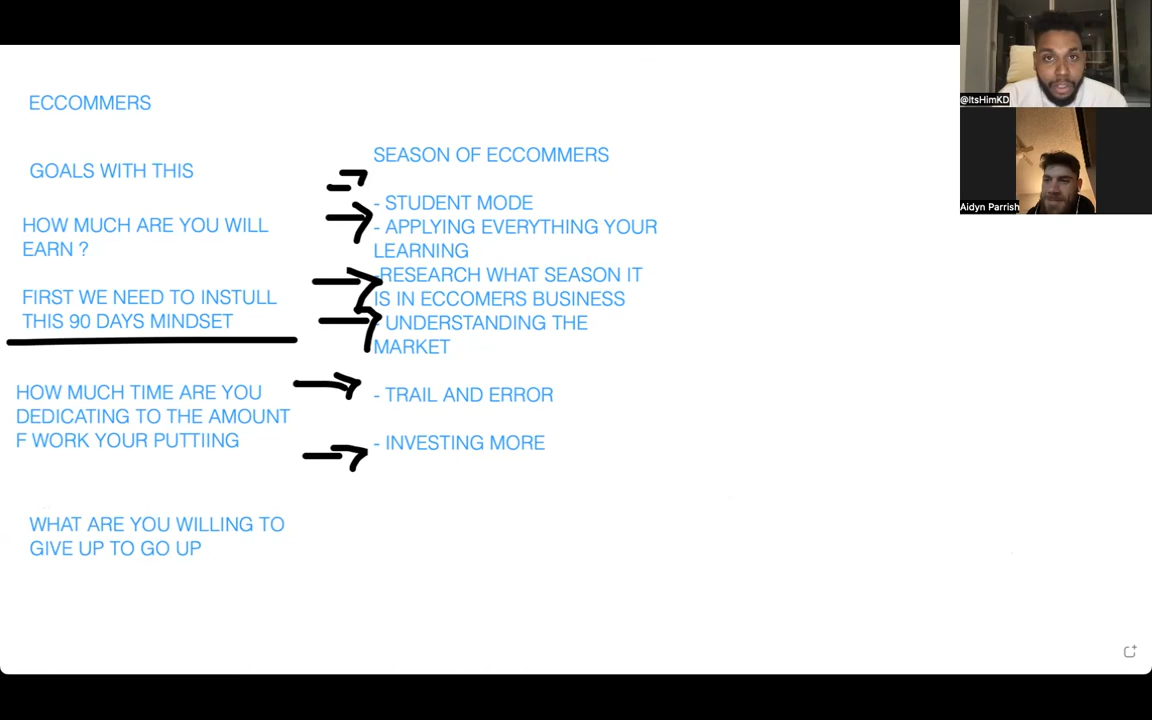 ECCOMMERS
GOALS WITH THIS
HOW MUCH ARE YOU WILL
EARN ?
FIRST WE NEED TO INSTULL
THIS 90 DAYS MINDSET
HOW MUCH TIME ARE YOU
DEDICATING TO THE AMOUNT
F WORK YOUR PUTTIING
WHAT ARE YOU WILLING TO
GIVE UP TO GO UP
SEASON OF ECCOMMERS
- STUDENT MODE
- APPLYING EVERYTHING YOUR
LEARNING
-RESEARCH WHAT SEASON IT
IS IN ECCOMERS BUSINESS
- UNDERSTANDING THE
MARKET
- TRAIL AND ERROR
- INVESTING MORE
@ItsHimKD
Aidyn Parrish